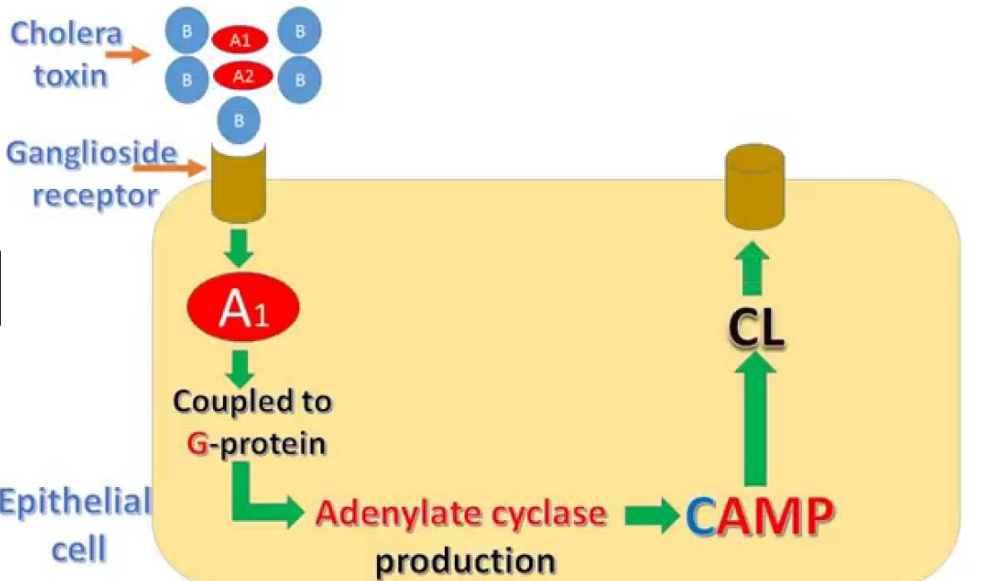 Cholera
toxin
B A1 B
B A2 B
B
Ganglioside
receptor
A1
Coupled to
G-protein
Epithelial
cell
Adenylate cyclase
production
CAMP
CL